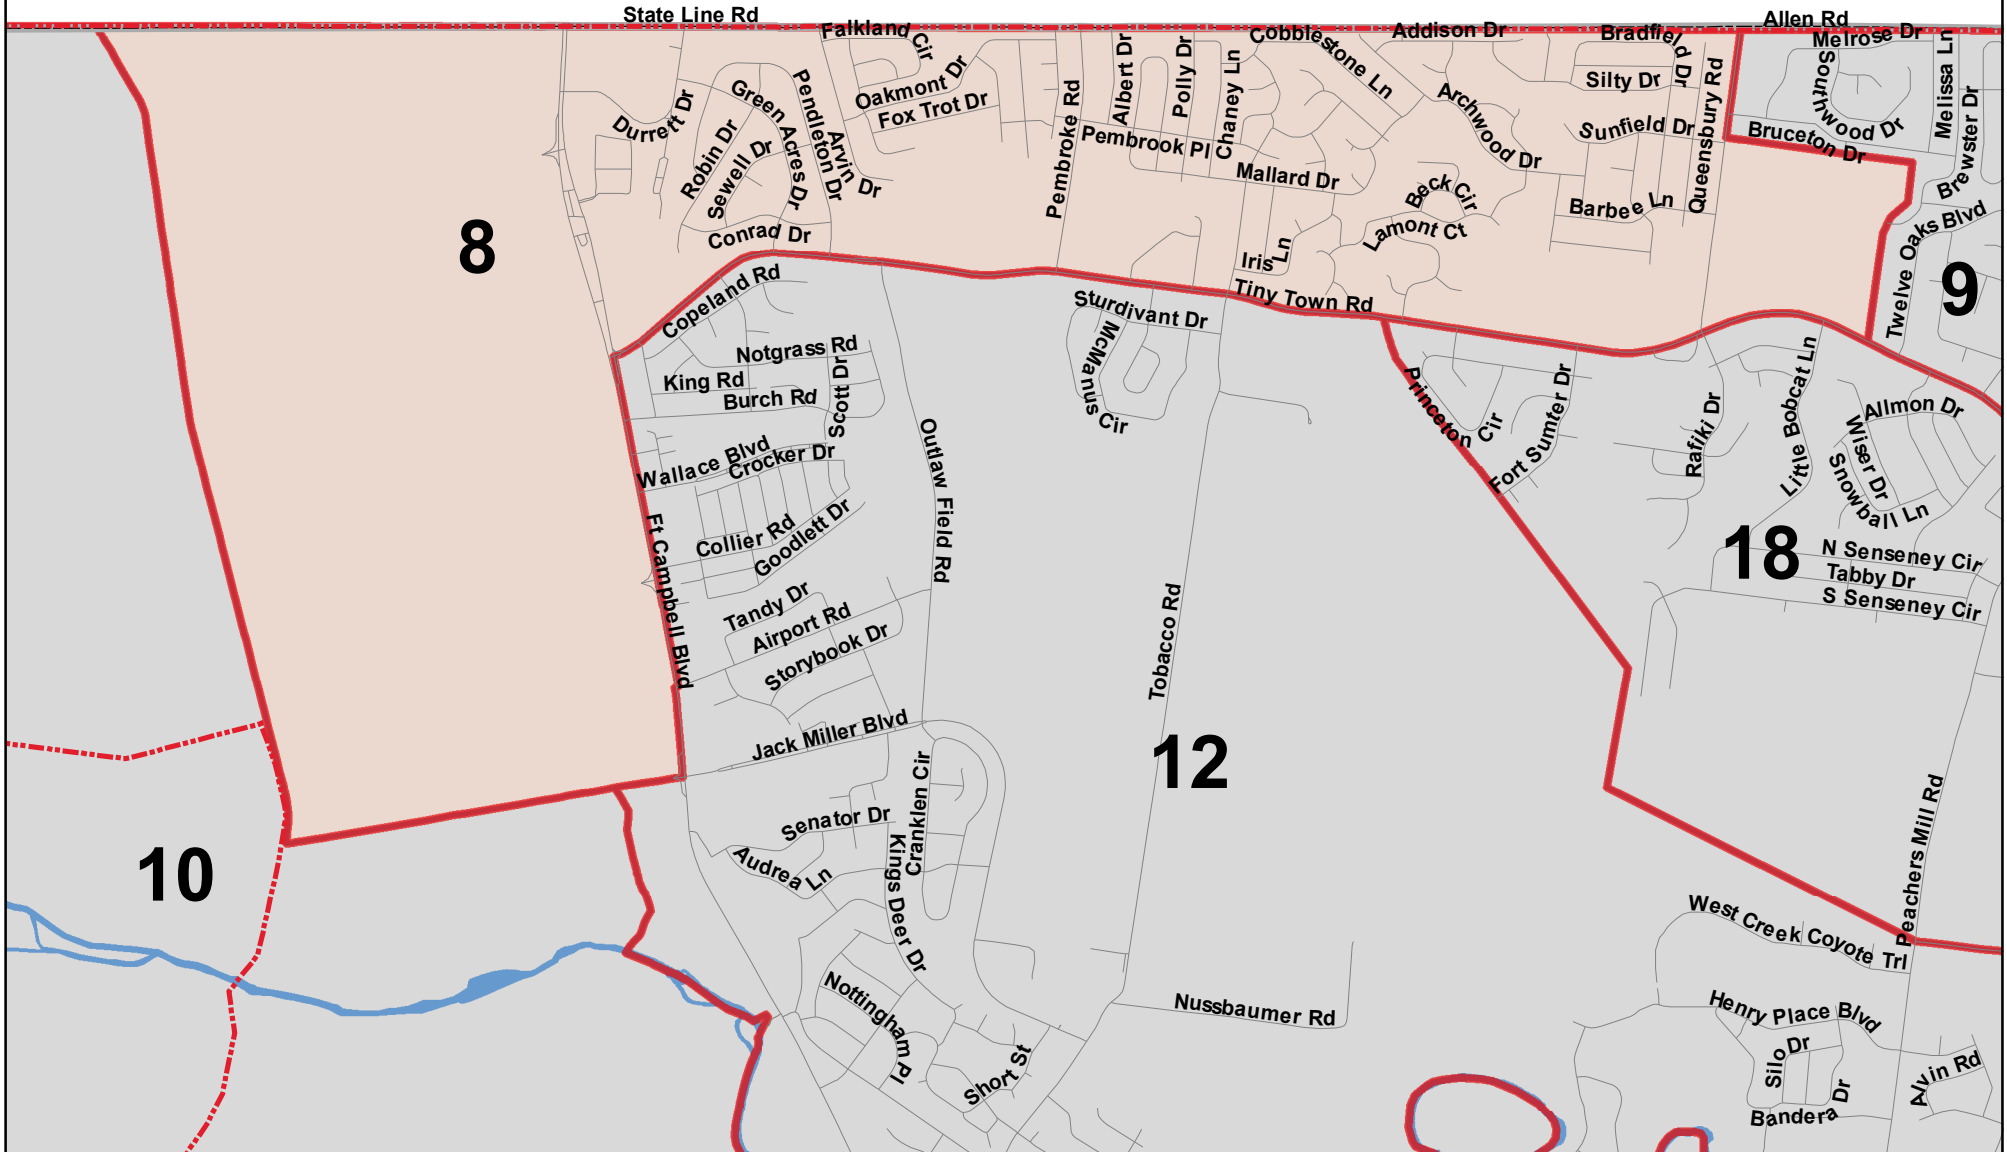 State Line Rd
Allen Rd
Falkland Cir
Cobblestone Ln
Addison Dr
Bradfield Dr
Melrose Dr
Melissa Ln
Southwood Dr
Brewster Dr
Silty Dr
Queensbury Rd
Oakmont Dr
Fox Trot Dr
Albert Dr
Polly Dr
Chaney Ln
Archwood Dr
Green Acres Dr
Pendleton Dr
Arvin Dr
Durrett Dr
Robin Dr
Sewell Dr
Conrad Dr
Pembroke Rd
Pembrook Pl
Mallard Dr
Sunfield Dr
Bruceton Dr
Beck Cir
Barbee Ln
Lamont Ct
Twelve Oaks Blvd
8
9
Iris Ln
Tiny Town Rd
Copeland Rd
Sturdivant Dr
McManus Cir
Notgrass Rd
King Rd
Burch Rd
Scott Dr
Princeton Cir
Fort Sumter Dr
Rafiki Dr
Little Bobcat Ln
Allmon Dr
Wiser Dr
Snowball Ln
Outlaw Field Rd
Wallace Blvd
Crocker Dr
Collier Rd
Goodlett Dr
Ft Campbell Blvd
18
N Senseney Cir
Tabby Dr
S Senseney Cir
Tandy Dr
Airport Rd
Storybook Dr
Tobacco Rd
Jack Miller Blvd
12
Cranklen Cir
Senator Dr
Audrea Ln
Kings Deer Dr
10
Peachers Mill Rd
West Creek Coyote Trl
Nottingham Pl
Nussbaumer Rd
Henry Place Blvd
Short St
Silo Dr
Bandera Dr
Alvin Rd